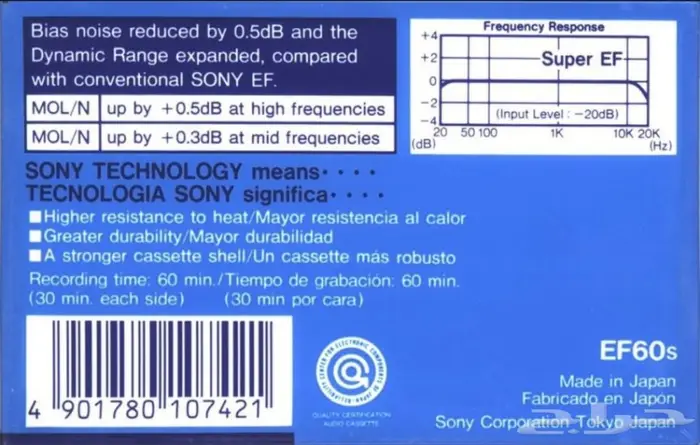 Bias noise reduced by 0.5dB and the
Dynamic Range expanded, compared
with conventional SONY EF.
MOL/N up by +0.5dB at high frequencies
MOL/N up by +0.3dB at mid frequencies
Frequency Response
+4
+2
0
−2
−4
(dB)
Super EF
(Input Level : −20dB)
20 50 100 1K 10K 20K
(Hz)
SONY TECHNOLOGY means・・・・
TECNOLOGIA SONY significa・・・・
■Higher resistance to heat/Mayor resistencia al calor
■Greater durability/Mayor durabilidad
■A stronger cassette shell/Un cassette más robusto
Recording time: 60 min./Tiempo de grabación: 60 min.
(30 min. each side) (30 min por cara)
4 901780 107421
QUALITY CERTIFICATION
AUDIO CASSETTE
EF60s
Made in Japan
Fabricado en Japón
Sony Corporation Tokyo Japan
حراج